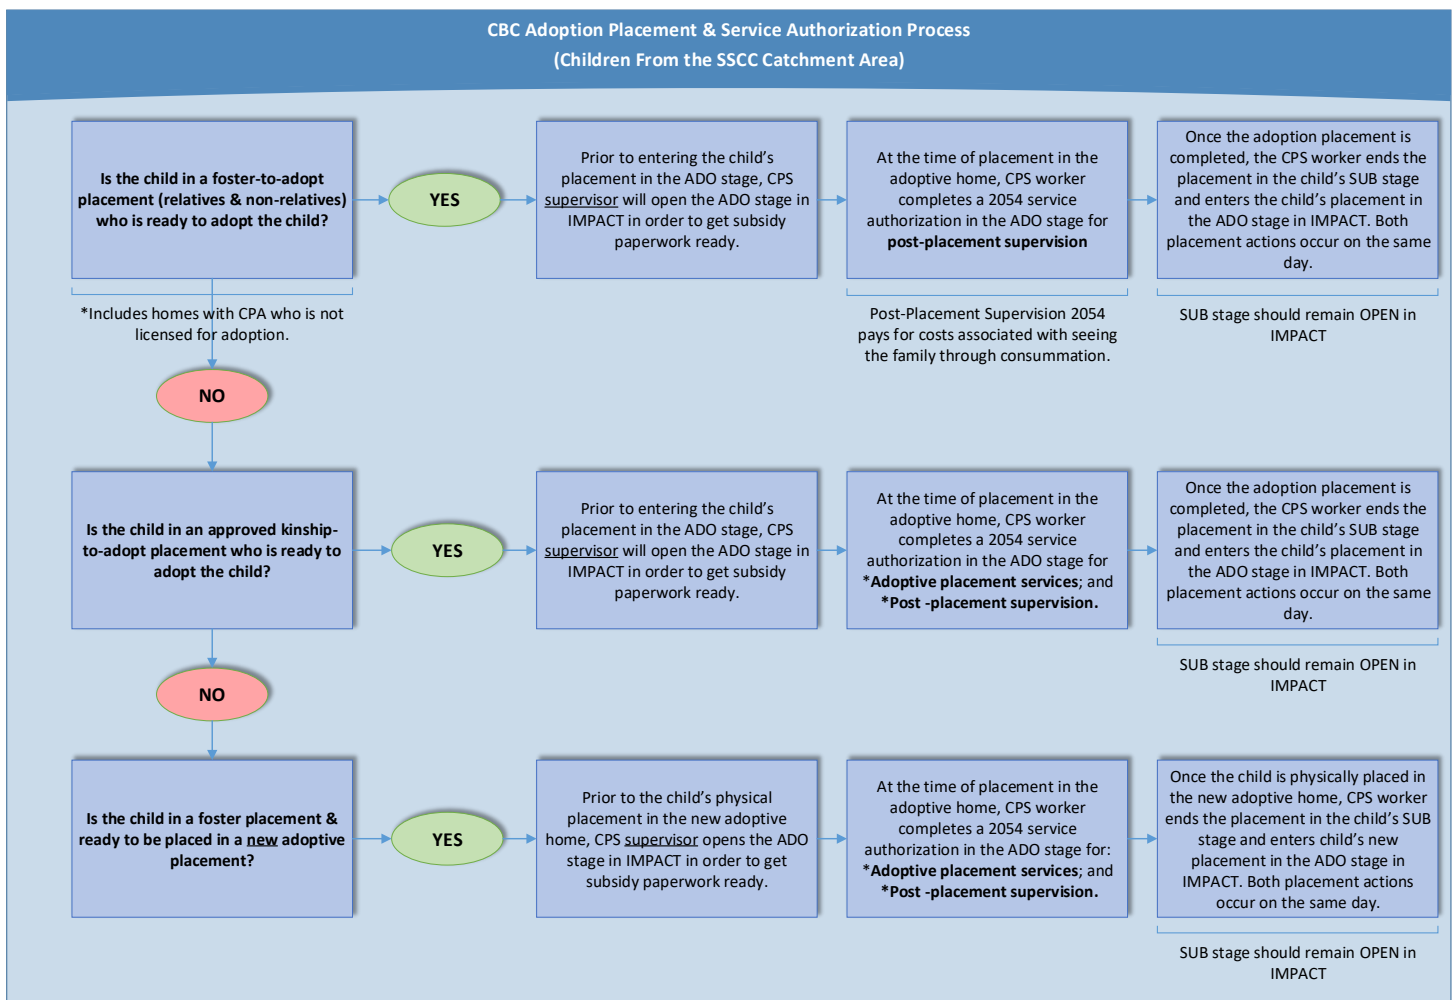 CBC Adoption Placement & Service Authorization Process
(Children From the SSCC Catchment Area)
Is the child in a foster-to-adopt
placement (relatives & non-relatives)
who is ready to adopt the child?
YES
Prior to entering the child’s
placement in the ADO stage, CPS
supervisor will open the ADO stage in
IMPACT in order to get subsidy
paperwork ready.
At the time of placement in the
adoptive home, CPS worker
completes a 2054 service
authorization in the ADO stage for
post-placement supervision
Once the adoption placement is
completed, the CPS worker ends the
placement in the child’s SUB stage
and enters the child’s placement in
the ADO stage in IMPACT. Both
placement actions occur on the same
day.
*Includes homes with CPA who is not
licensed for adoption.
Post-Placement Supervision 2054
pays for costs associated with seeing
the family through consummation.
SUB stage should remain OPEN in
IMPACT
NO
Is the child in an approved kinship-
to-adopt placement who is ready to
adopt the child?
YES
Prior to entering the child’s
placement in the ADO stage, CPS
supervisor will open the ADO stage in
IMPACT in order to get subsidy
paperwork ready.
At the time of placement in the
adoptive home, CPS worker
completes a 2054 service
authorization in the ADO stage for
*Adoptive placement services; and
*Post -placement supervision.
Once the adoption placement is
completed, the CPS worker ends the
placement in the child’s SUB stage
and enters the child’s placement in
the ADO stage in IMPACT. Both
placement actions occur on the same
day.
SUB stage should remain OPEN in
IMPACT
NO
Is the child in a foster placement &
ready to be placed in a new adoptive
placement?
YES
Prior to the child’s physical
placement in the new adoptive
home, CPS supervisor opens the ADO
stage in IMPACT in order to get
subsidy paperwork ready.
At the time of placement in the
adoptive home, CPS worker
completes a 2054 service
authorization in the ADO stage for:
*Adoptive placement services; and
*Post -placement supervision.
Once the child is physically placed in
the new adoptive home, CPS worker
ends the placement in the child’s SUB
stage and enters child’s new
placement in the ADO stage in
IMPACT. Both placement actions
occur on the same day.
SUB stage should remain OPEN in
IMPACT